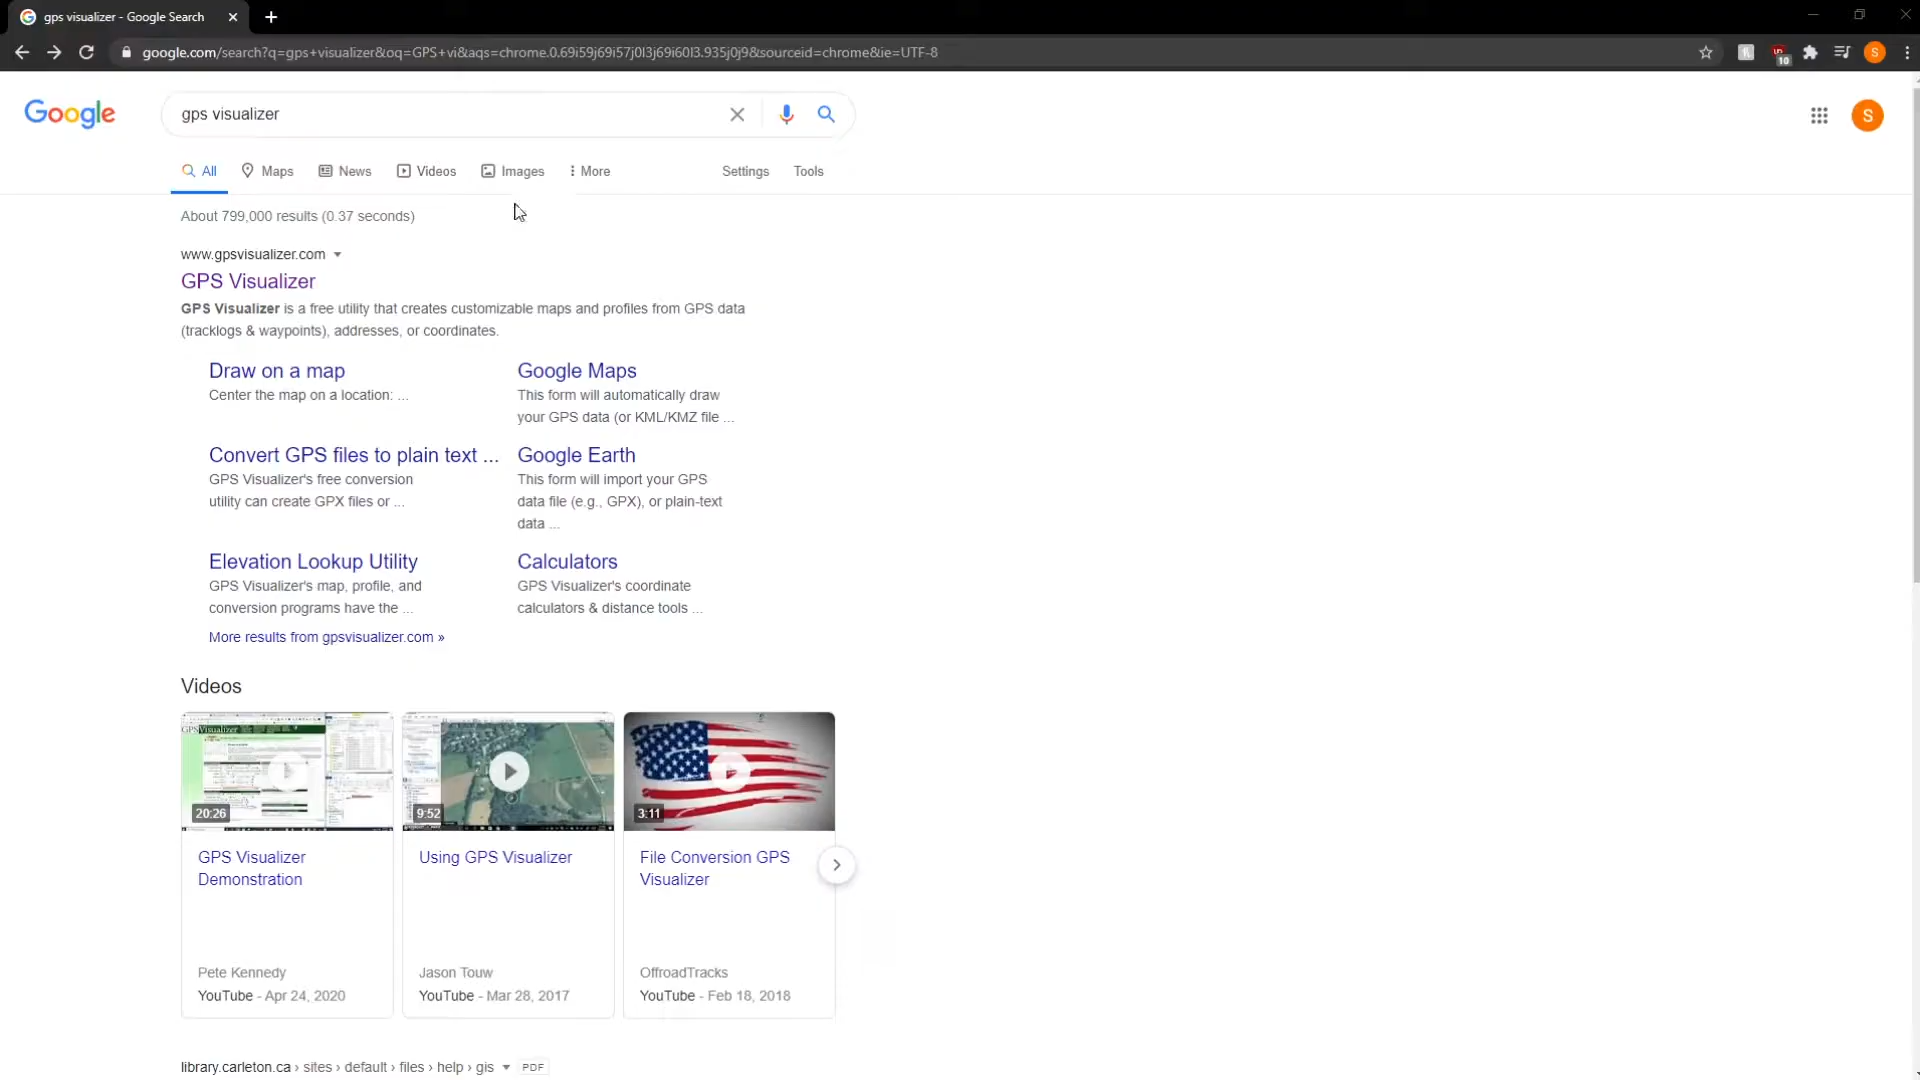 gps visualizer - Google Search
google.com/search?q=gps+visualizer&oq=GPS+vi&aqs=chrome.0.69i59j69i57j0l3j69i60l3.935j0j9&sourceid=chrome&ie=UTF-8
10
S
Google
gps visualizer
S
All
Maps
News
Videos
Images
More
Settings
Tools
About 799,000 results (0.37 seconds)
www.gpsvisualizer.com
GPS Visualizer
GPS Visualizer is a free utility that creates customizable maps and profiles from GPS data
(tracklogs & waypoints), addresses, or coordinates.
Draw on a map
Center the map on a location: ...
Google Maps
This form will automatically draw
your GPS data (or KML/KMZ file ...
Convert GPS files to plain text ...
GPS Visualizer's free conversion
utility can create GPX files or ...
Google Earth
This form will import your GPS
data file (e.g., GPX), or plain-text
data ...
Elevation Lookup Utility
GPS Visualizer's map, profile, and
conversion programs have the ...
Calculators
GPS Visualizer's coordinate
calculators & distance tools ...
More results from gpsvisualizer.com »
Videos
GPSVisualizer
20:26
GPS Visualizer
Demonstration
Pete Kennedy
YouTube - Apr 24, 2020
9:52
Using GPS Visualizer
Jason Touw
YouTube - Mar 28, 2017
3:11
File Conversion GPS
Visualizer
OffroadTracks
YouTube - Feb 18, 2018
library.carleton.ca › sites › default › files › help › gis
PDF